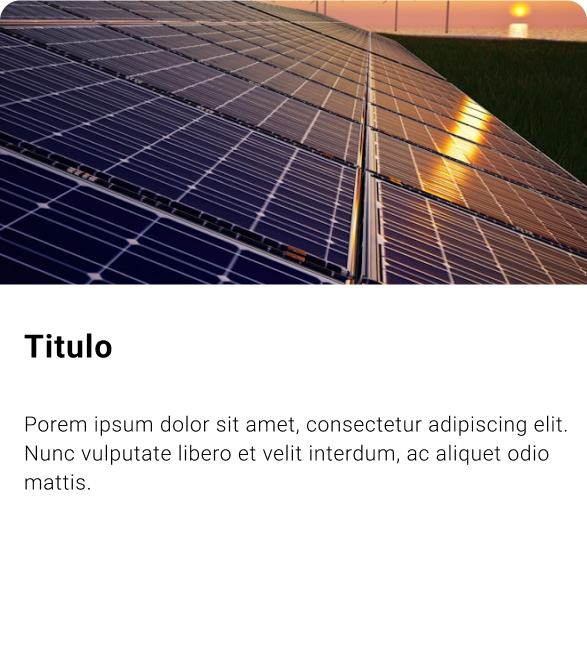 Titulo
Porem ipsum dolor sit amet, consectetur adipiscing elit.
Nunc vulputate libero et velit interdum, ac aliquet odio
mattis.